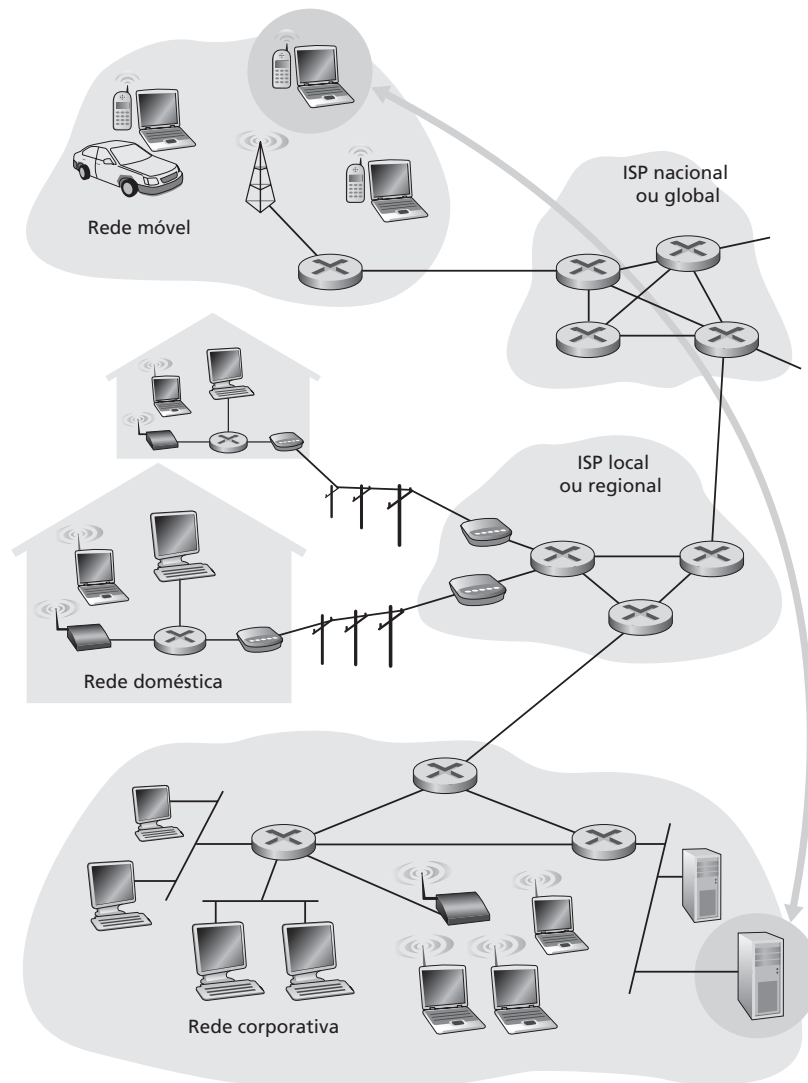 ISP nacional
ou global
Rede móvel
ISP local
ou regional
Rede doméstica
Rede corporativa